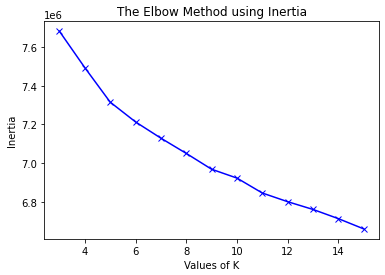 The Elbow Method using Inertia
1e6
7.6
7.4
7.2
7.0
6.8
Inertia
4 6 8 10 12 14
Values of K